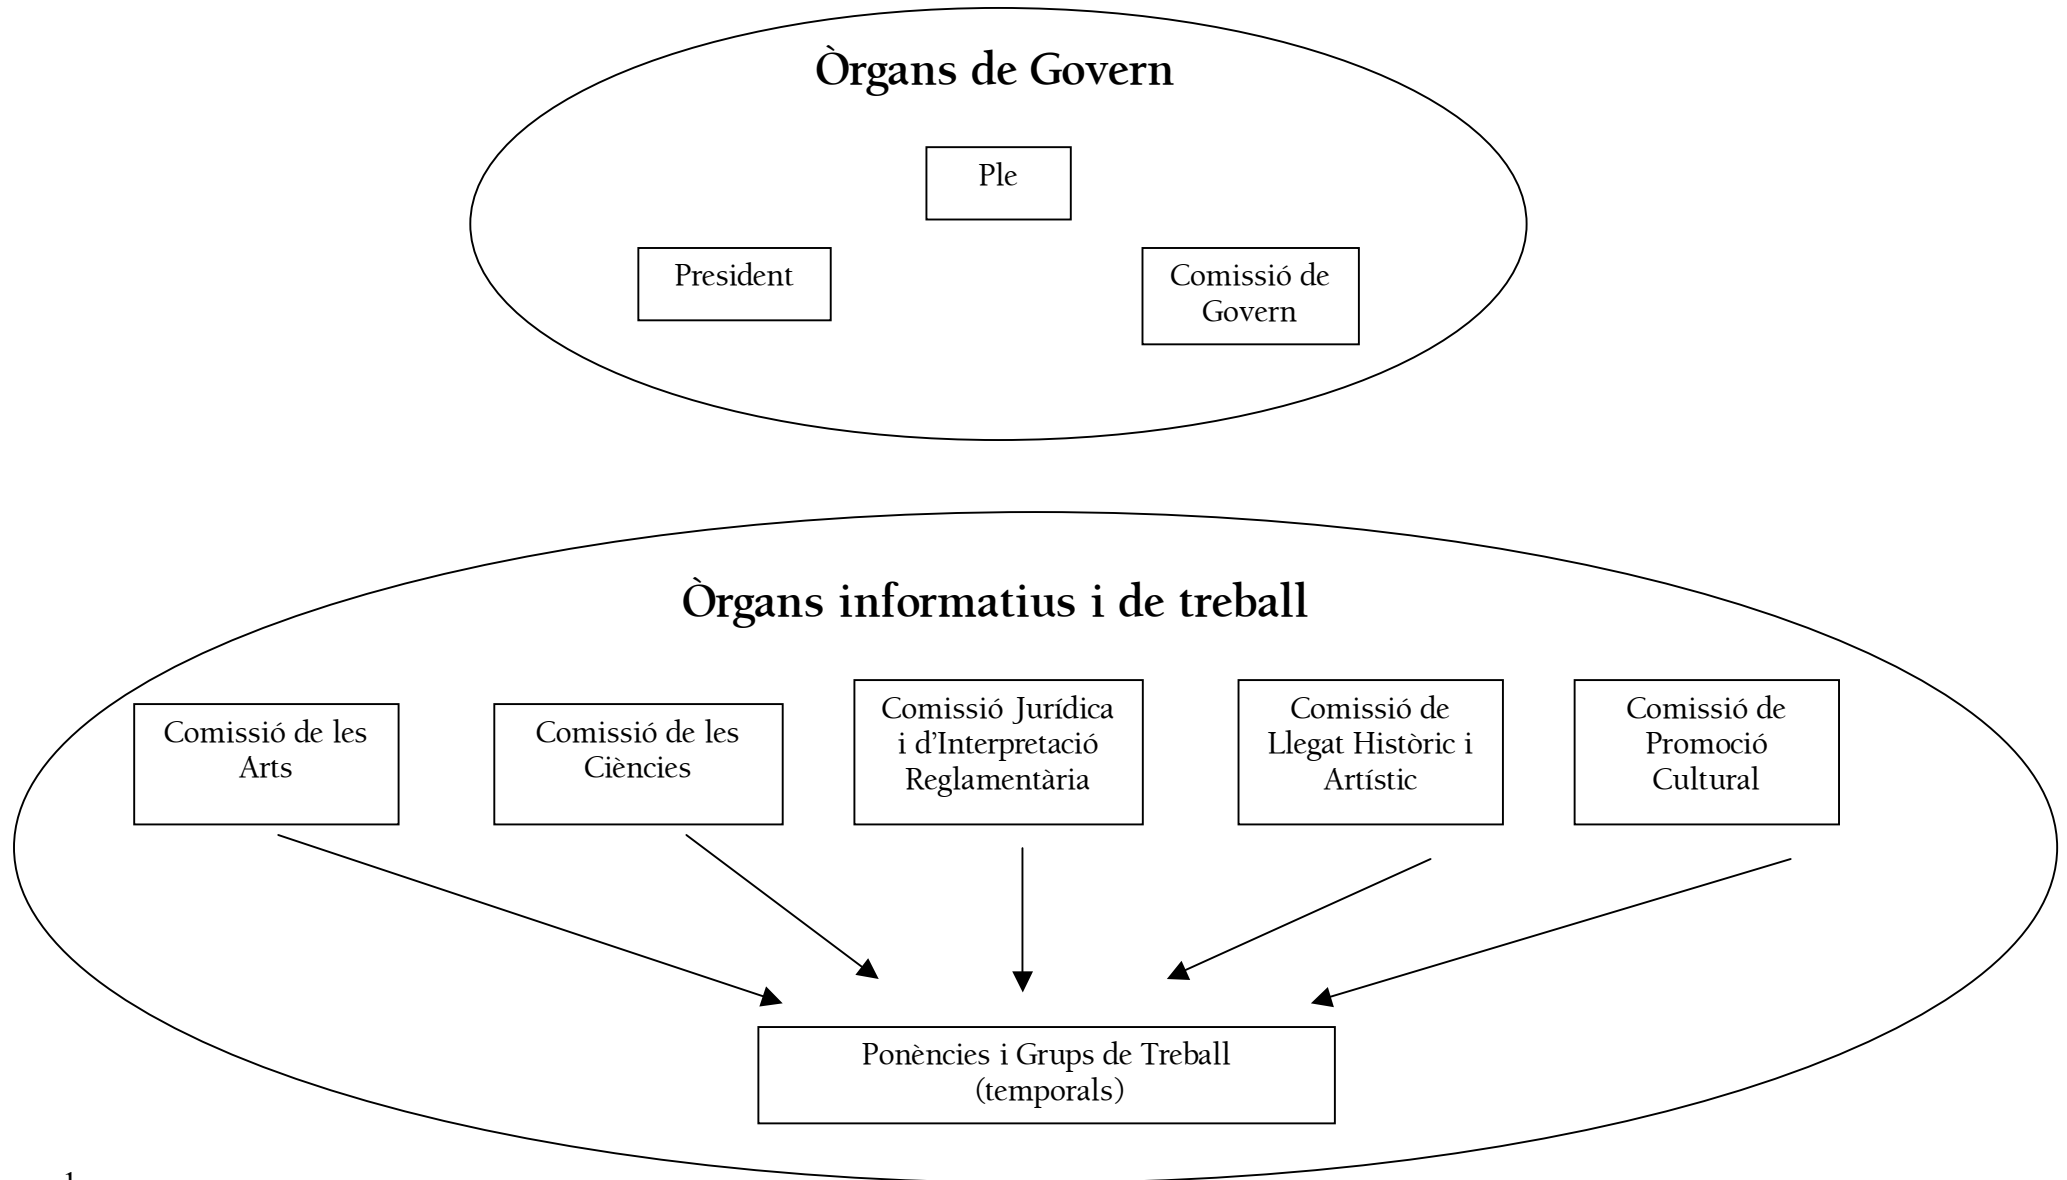 Òrgans de Govern
Ple
President
Comissió de
Govern
Òrgans informatius i de treball
Comissió de les
Arts
Comissió de les
Ciències
Comissió Jurídica
i d'Interpretació
Reglamentària
Comissió de
Llegat Històric i
Artístic
Comissió de
Promoció
Cultural
Ponències i Grups de Treball
(temporals)